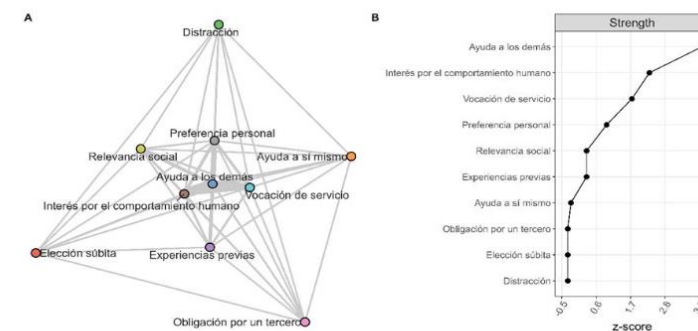 A
Distracción
Preferencia personal
Relevancia social
Ayuda a sí mismo
Ayuda a los demás
Vocación de servicio
Interés por el comportamiento humano
Elección súbita
Experiencias previas
Obligación por un tercero
B
Strength
Ayuda a los demás
Interés por el comportamiento humano
Vocación de servicio
Preferencia personal
Relevancia social
Experiencias previas
Ayuda a sí mismo
Obligación por un tercero
Elección súbita
Distracción
-0.5
0.6
1.7
2.8
z-score